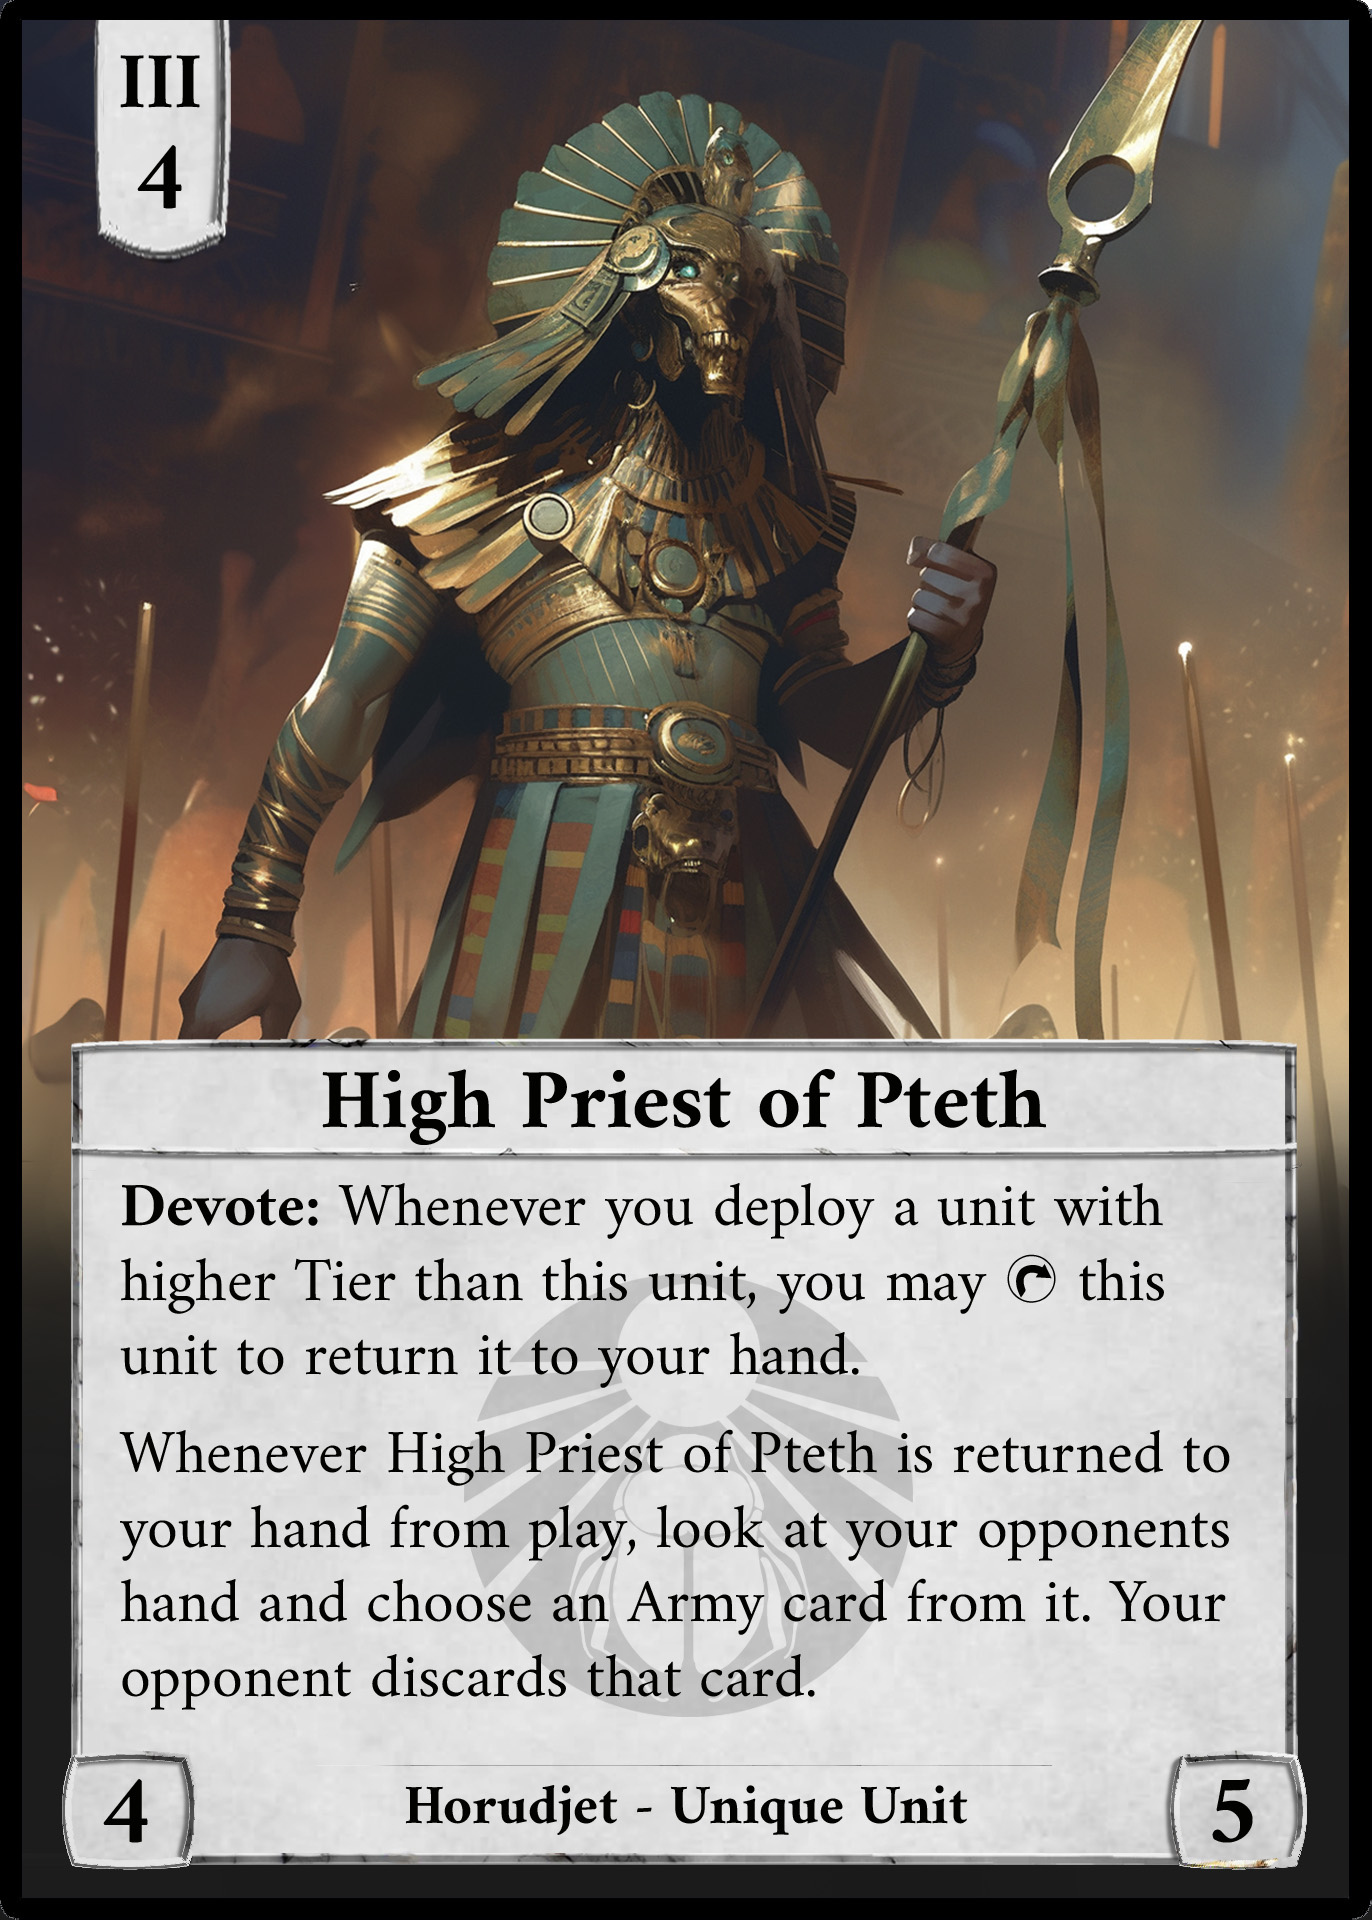 III
4
High Priest of Pteth
Devote: Whenever you deploy a unit with
higher Tier than this unit, you may this
unit to return it to your hand.
Whenever High Priest of Pteth is returned to
your hand from play, look at your opponents
hand and choose an Army card from it. Your
opponent discards that card.
4
Horudjet - Unique Unit
5